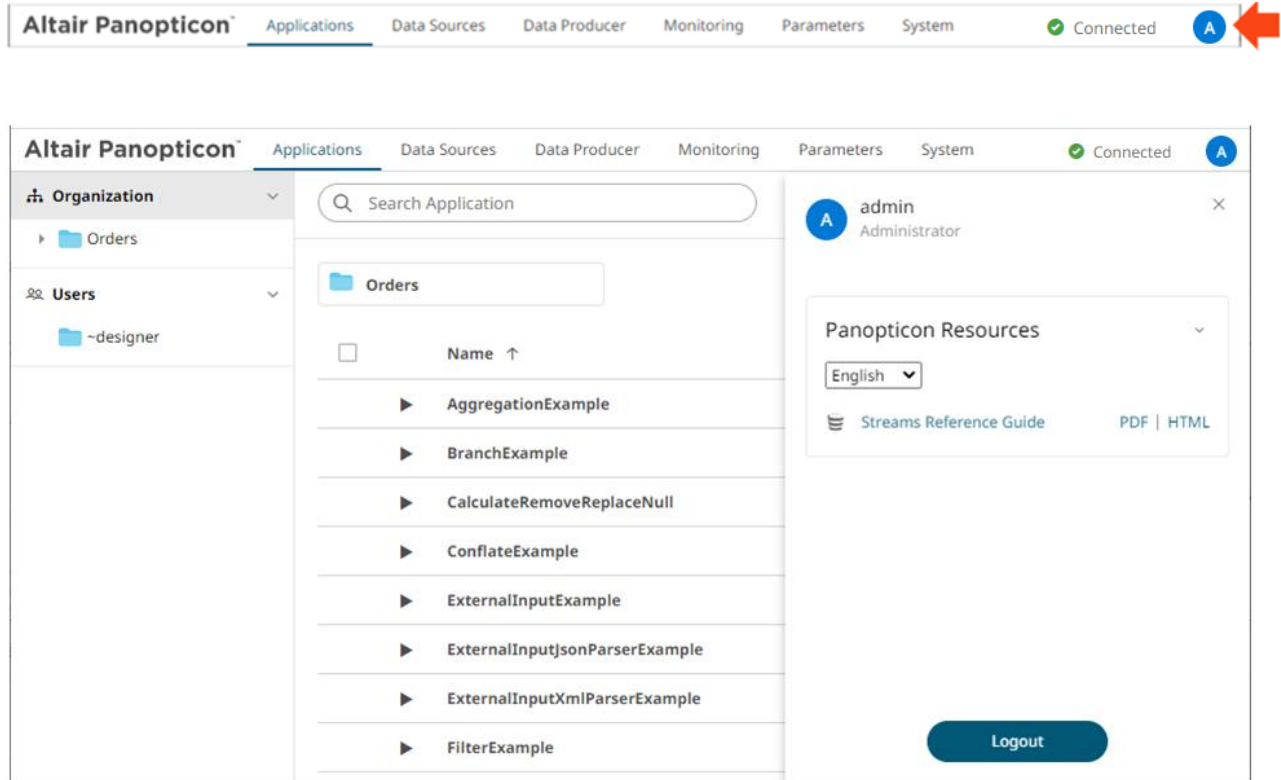 Altair Panopticon™ Applications Data Sources Data Producer Monitoring Parameters System Connected A
Altair Panopticon™ Applications Data Sources Data Producer Monitoring Parameters System Connected A
Organization
Orders
Users
~designer
Search Application
Orders
Name ↑
AggregationExample
BranchExample
CalculateRemoveReplaceNull
ConflateExample
ExternalInputExample
ExternalInputJsonParserExample
ExternalInputXmlParserExample
FilterExample
A
admin
Administrator
Panopticon Resources
English
Streams Reference Guide PDF | HTML
Logout